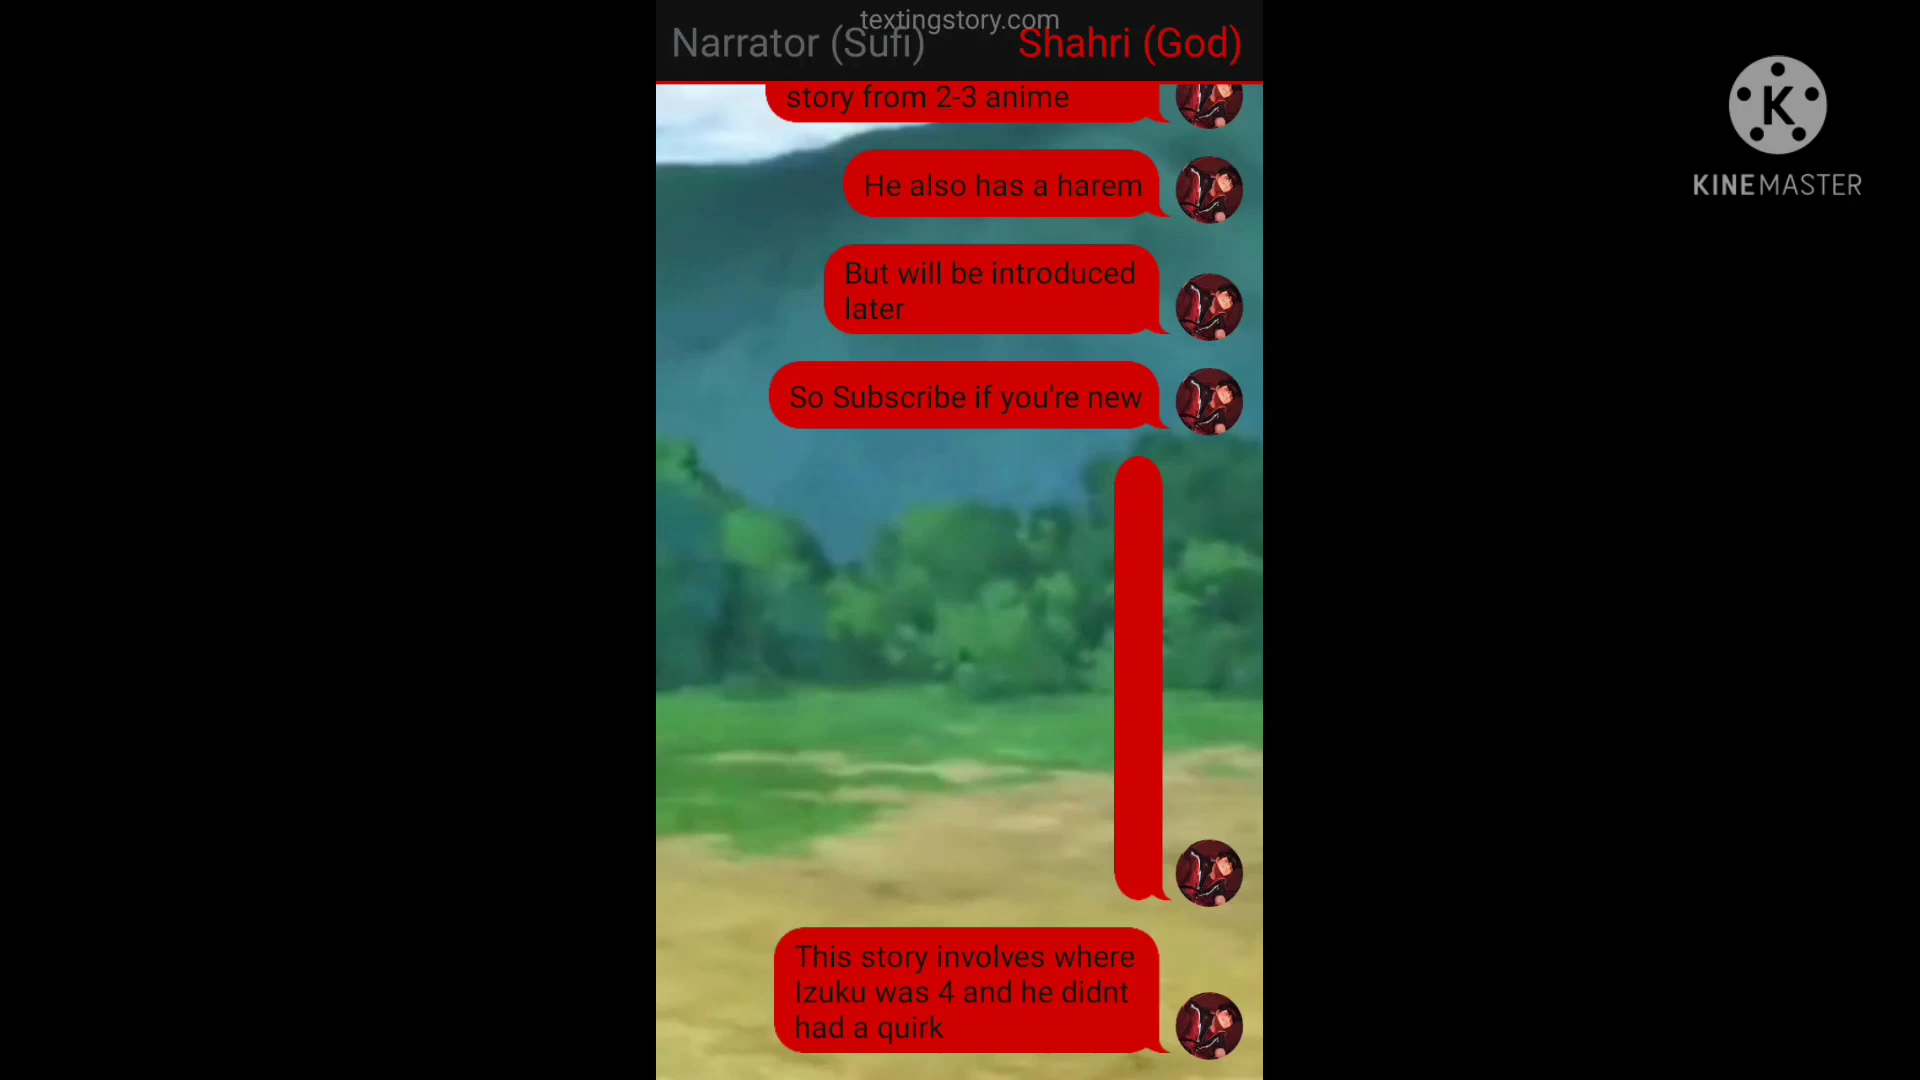 textingstory.com
Narrator (Sufi)
Shahri (God)
story from 2-3 anime
He also has a harem
But will be introduced
later
So Subscribe if you're new
This story involves where
Izuku was 4 and he didnt
had a quirk
K
KINEMASTER